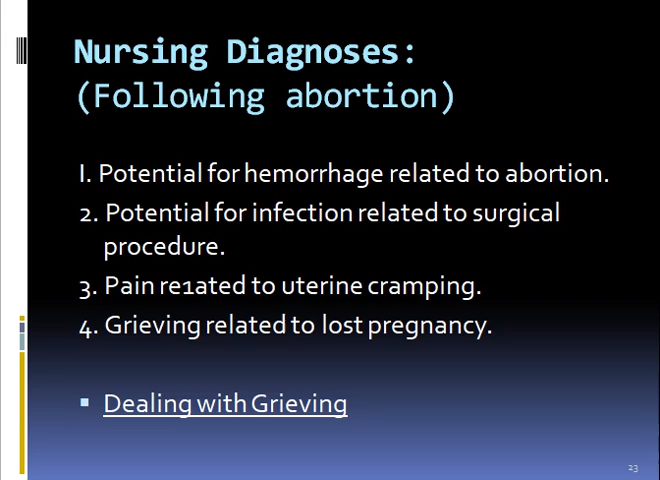 Nursing Diagnoses:
(Following abortion)
I. Potential for hemorrhage related to abortion.
2. Potential for infection related to surgical
procedure.
3. Pain re1ated to uterine cramping.
4. Grieving related to lost pregnancy.
▪ Dealing with Grieving
23